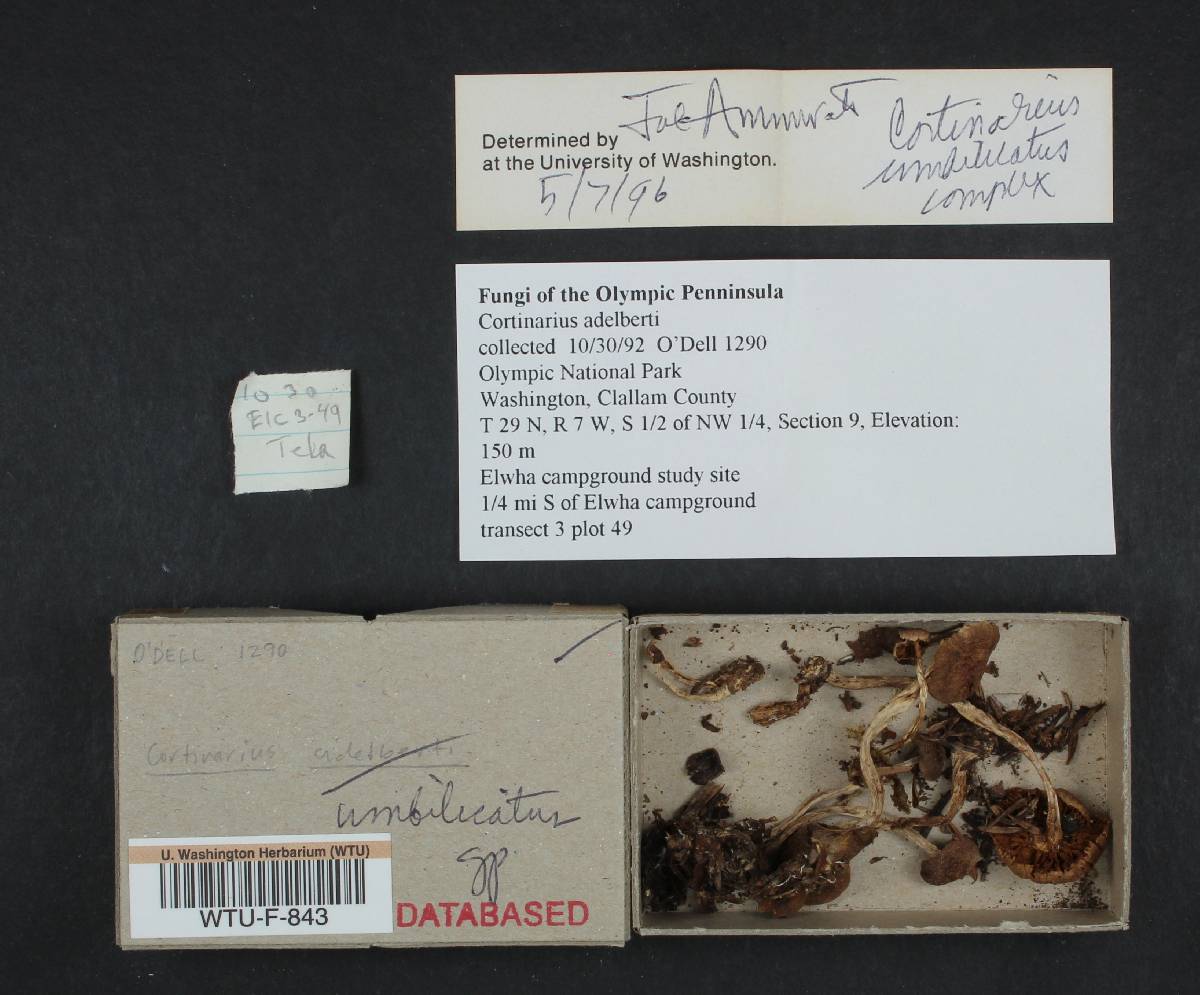 Determined by Joe Ammirati
at the University of Washington.
5/7/96
Cortinarius
umbilicatus
complex
Fungi of the Olympic Penninsula
Cortinarius adelberti
collected 10/30/92 O'Dell 1290
Olympic National Park
Washington, Clallam County
T 29 N, R 7 W, S 1/2 of NW 1/4, Section 9, Elevation:
150 m
Elwha campground study site
1/4 mi S of Elwha campground
transect 3 plot 49
10 30
E1C 3-49
Tela
O'DELL 1290
Cortinarius adelberti
umbilicatus
gp.
U. Washington Herbarium (WTU)
WTU-F-843
DATABASED